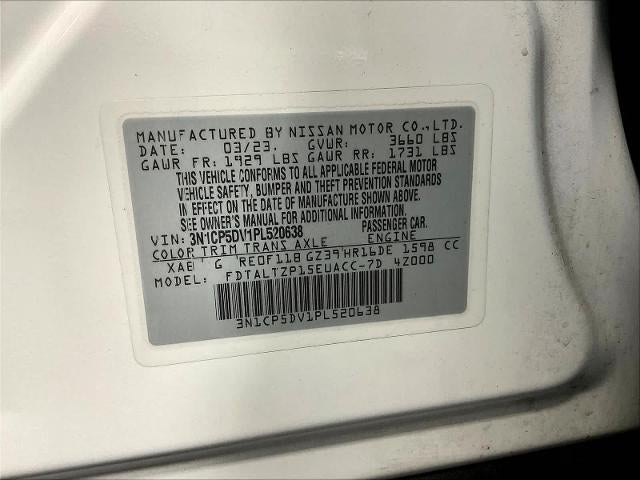 MANUFACTURED BY NISSAN MOTOR CO.,LTD.
DATE: 03/23. GVWR: 3660 LBS
GAWR FR: 1929 LBS GAWR RR: 1731 LBS
THIS VEHICLE CONFORMS TO ALL APPLICABLE FEDERAL MOTOR
VEHICLE SAFETY, BUMPER AND THEFT PREVENTION STANDARDS
IN EFFECT ON THE DATE OF MANUFACTURE SHOWN ABOVE.
SEE OWNER'S MANUAL FOR ADDITIONAL INFORMATION.
VIN: 3N1CP5DV1PL520638 PASSENGER CAR.
COLOR TRIM TRANS AXLE ENGINE
XAB G RE0F11B GZ39 HR16DE 1598 CC
MODEL: FDTALTZP15EUACC-7D 4Z000
3N1CP5DV1PL520638